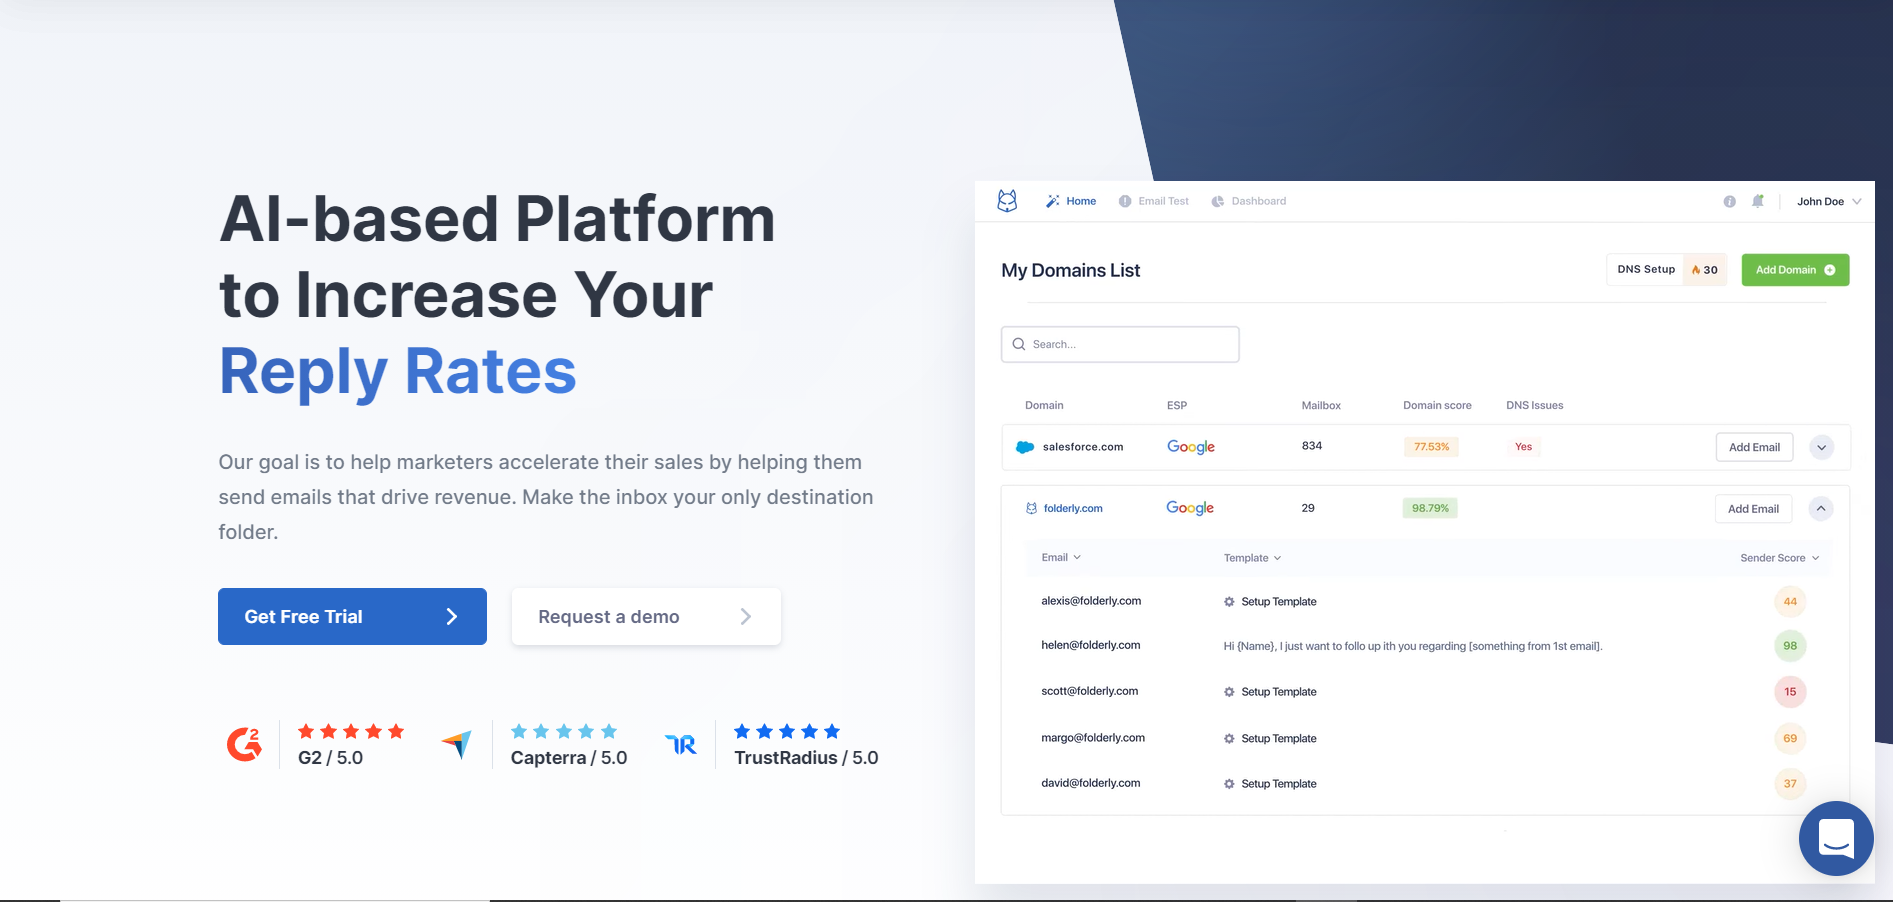 AI-based Platform
to Increase Your
Reply Rates
Our goal is to help marketers accelerate their sales by helping them
send emails that drive revenue. Make the inbox your only destination
folder.
Get Free Trial
Request a demo
G2 / 5.0
Capterra / 5.0
TrustRadius / 5.0
Home Email Test Dashboard John Doe
My Domains List
DNS Setup 30 Add Domain
Search...
Domain ESP Mailbox Domain score DNS Issues
salesforce.com Google 834 77.53% Yes Add Email
folderly.com Google 29 98.79% Add Email
Email Template Sender Score
alexis@folderly.com Setup Template 44
helen@folderly.com Hi {Name}, I just want to follo up ith you regarding [something from 1st email]. 98
scott@folderly.com Setup Template 15
margo@folderly.com Setup Template 69
david@folderly.com Setup Template 37